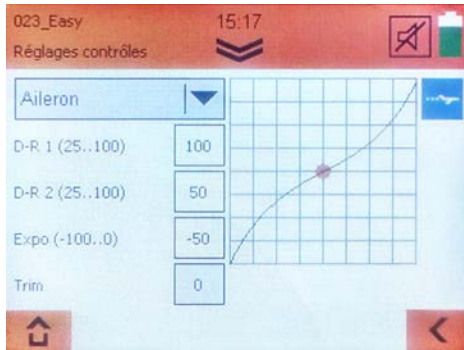 023_Easy
15:17
Réglages contrôles
Aileron
D-R 1 (25..100) 100
D-R 2 (25..100) 50
Expo (-100..0) -50
Trim 0